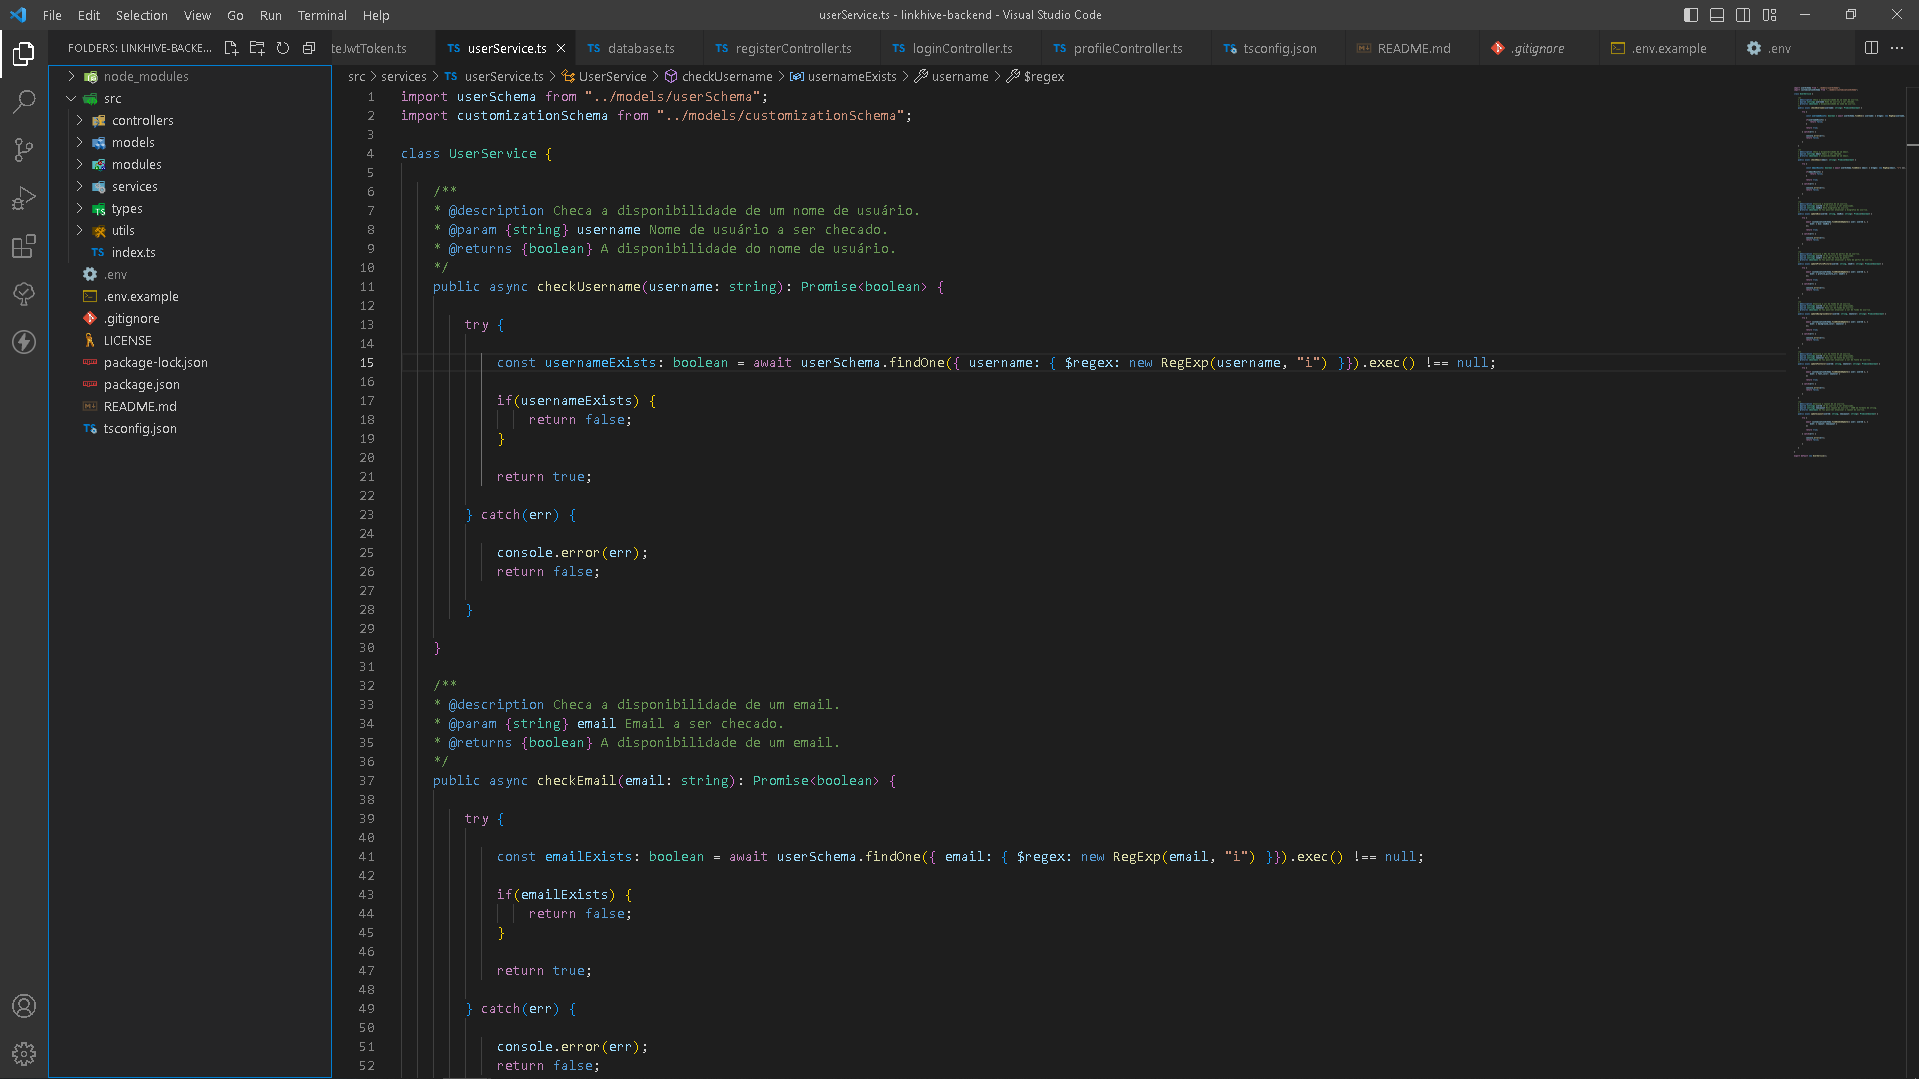 File Edit Selection View Go Run Terminal Help
userService.ts - linkhive-backend - Visual Studio Code
FOLDERS: LINKHIVE-BACKE...
teJwtToken.ts
TS userService.ts
TS database.ts
TS registerController.ts
TS loginController.ts
TS profileController.ts
TS tsconfig.json
README.md
.gitignore
.env.example
.env
node_modules
src
controllers
models
modules
services
types
utils
TS index.ts
.env
.env.example
.gitignore
LICENSE
package-lock.json
package.json
README.md
TS tsconfig.json
src > services > TS userService.ts > UserService > checkUsername > usernameExists > username > $regex
1 import userSchema from "../models/userSchema";
2 import customizationSchema from "../models/customizationSchema";
3
4 class UserService {
5
6 /**
7 * @description Checa a disponibilidade de um nome de usuário.
8 * @param {string} username Nome de usuário a ser checado.
9 * @returns {boolean} A disponibilidade do nome de usuário.
10 */
11 public async checkUsername(username: string): Promise<boolean> {
12
13 try {
14
15 const usernameExists: boolean = await userSchema.findOne({ username: { $regex: new RegExp(username, "i") }}).exec() !== null;
16
17 if(usernameExists) {
18 return false;
19 }
20
21 return true;
22
23 } catch(err) {
24
25 console.error(err);
26 return false;
27
28 }
29
30 }
31
32 /**
33 * @description Checa a disponibilidade de um email.
34 * @param {string} email Email a ser checado.
35 * @returns {boolean} A disponibilidade de um email.
36 */
37 public async checkEmail(email: string): Promise<boolean> {
38
39 try {
40
41 const emailExists: boolean = await userSchema.findOne({ email: { $regex: new RegExp(email, "i") }}).exec() !== null;
42
43 if(emailExists) {
44 return false;
45 }
46
47 return true;
48
49 } catch(err) {
50
51 console.error(err);
52 return false;